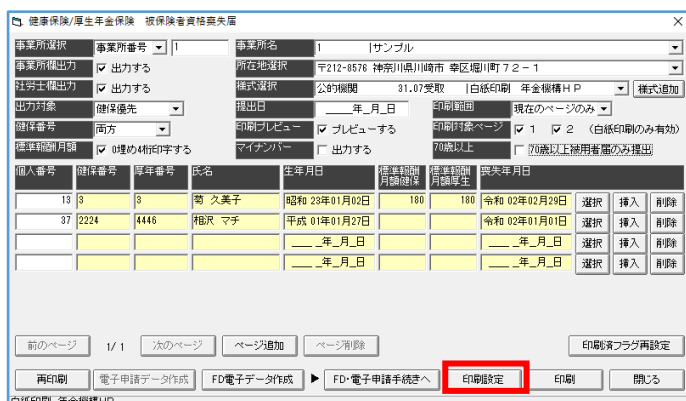 健康保険/厚生年金保険 被保険者資格喪失届
事業所選択 事業所番号 1 事業所名 1 |サンプル
事業所欄出力 出力する 所在地選択 〒212-8576 神奈川県川崎市 幸区堀川町72-1
社労士欄出力 出力する 様式選択 公的機関 31.07受取 |白紙印刷 年金機構HP 様式追加
出力対象 健保優先 提出日 ____年_月_日 印刷範囲 現在のページのみ
健保番号 両方 印刷プレビュー プレビューする 印刷対象ページ 1 2 (白紙印刷のみ有効)
標準報酬月額 0埋め4桁印字する マイナンバー 出力する 70歳以上 70歳以上被用者届のみ提出
個人番号 健保番号 厚年番号 氏名 生年月日 標準報酬月額健保 標準報酬月額厚生 喪失年月日
13 3 3 菊 久美子 昭和 23年01月02日 180 180 令和 02年02月29日 選択 挿入 削除
37 2224 4446 相沢 マチ 平成 01年01月27日 令和 02年01月01日 選択 挿入 削除
____ _年_月_日 ____ _年_月_日 選択 挿入 削除
____ _年_月_日 ____ _年_月_日 選択 挿入 削除
前のページ 1/ 1 次のページ ページ追加 ページ削除 印刷済フラグ再設定
再印刷 電子申請データ作成 FD電子データ作成 ▶ FD・電子申請手続きへ 印刷設定 印刷 閉じる
白紙印刷 年金機構HP